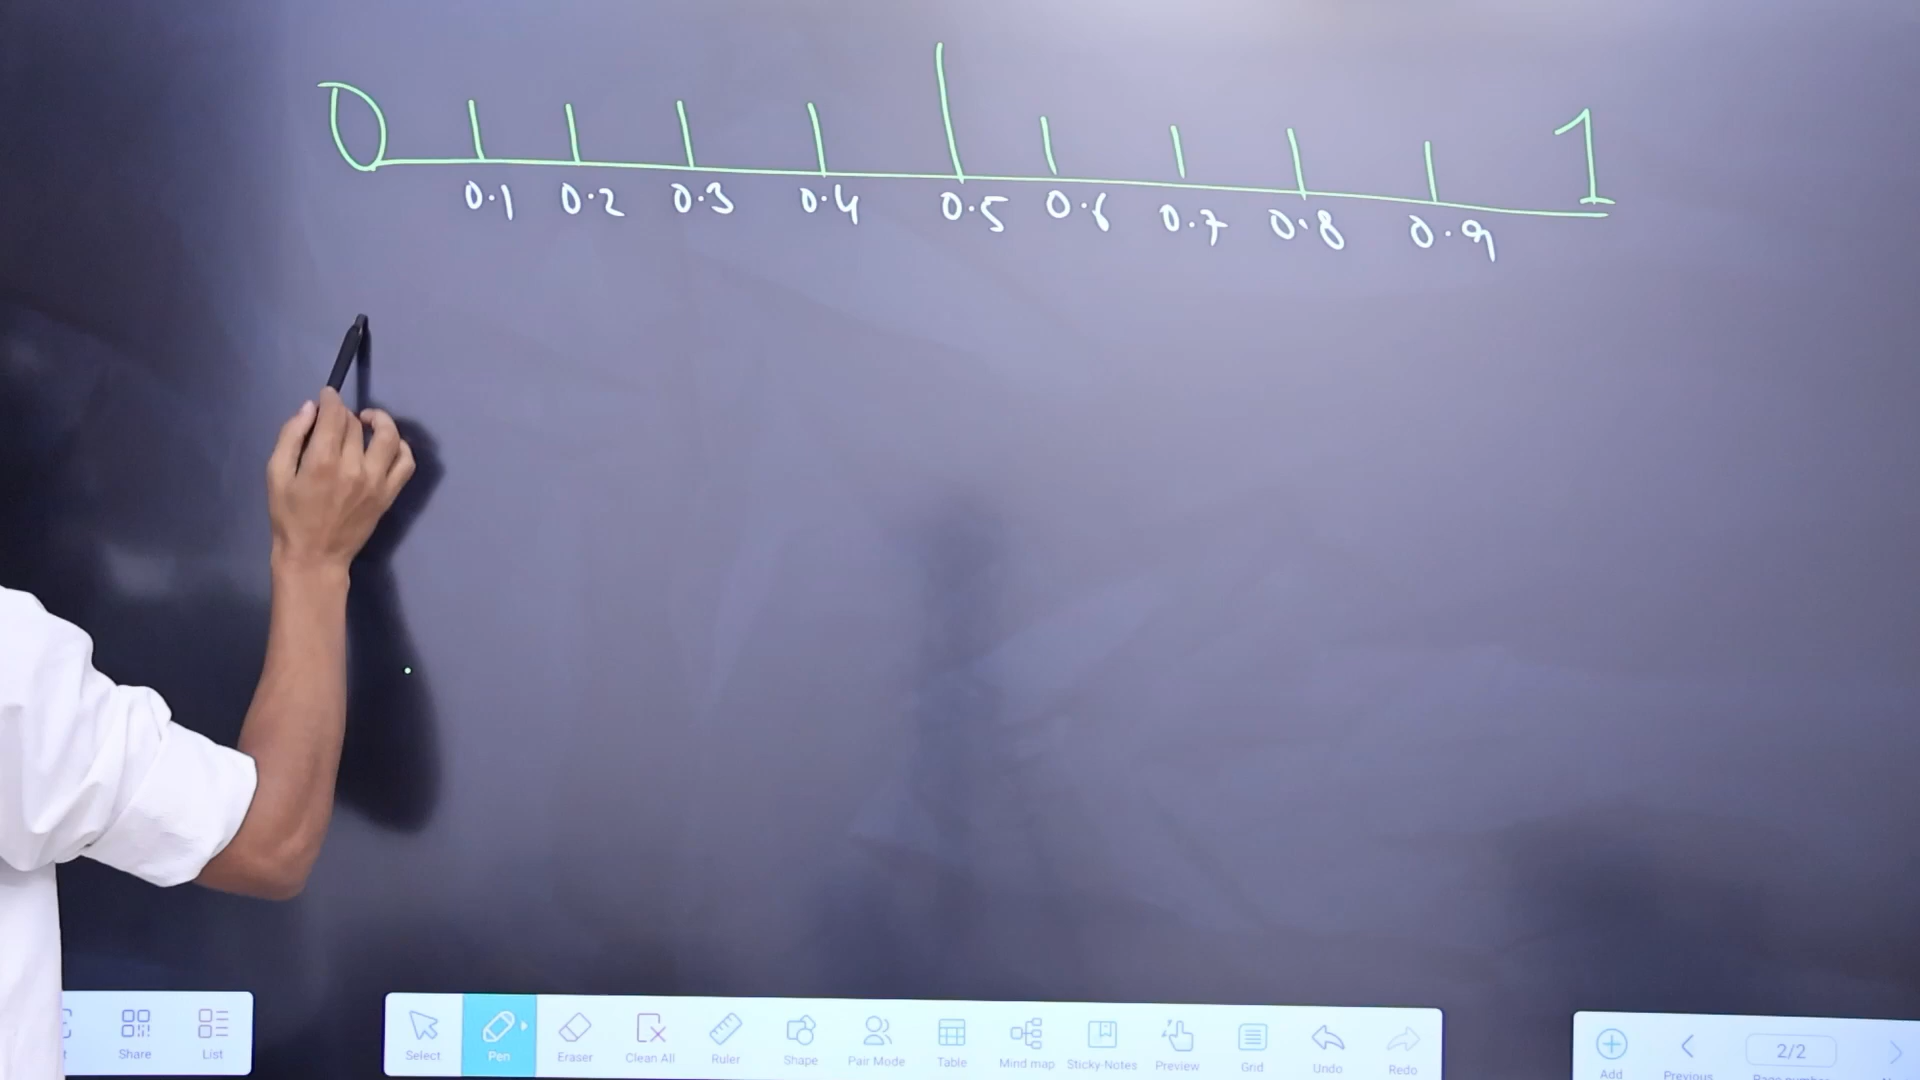 0 1
0.1 0.2 0.3 0.4 0.5 0.6 0.7 0.8 0.9
Share List
Select Pen Eraser Clean All Ruler Shape Pair Mode Table Mind map Sticky Notes Preview Grid Undo Redo
Add Previous 2/2 Page number